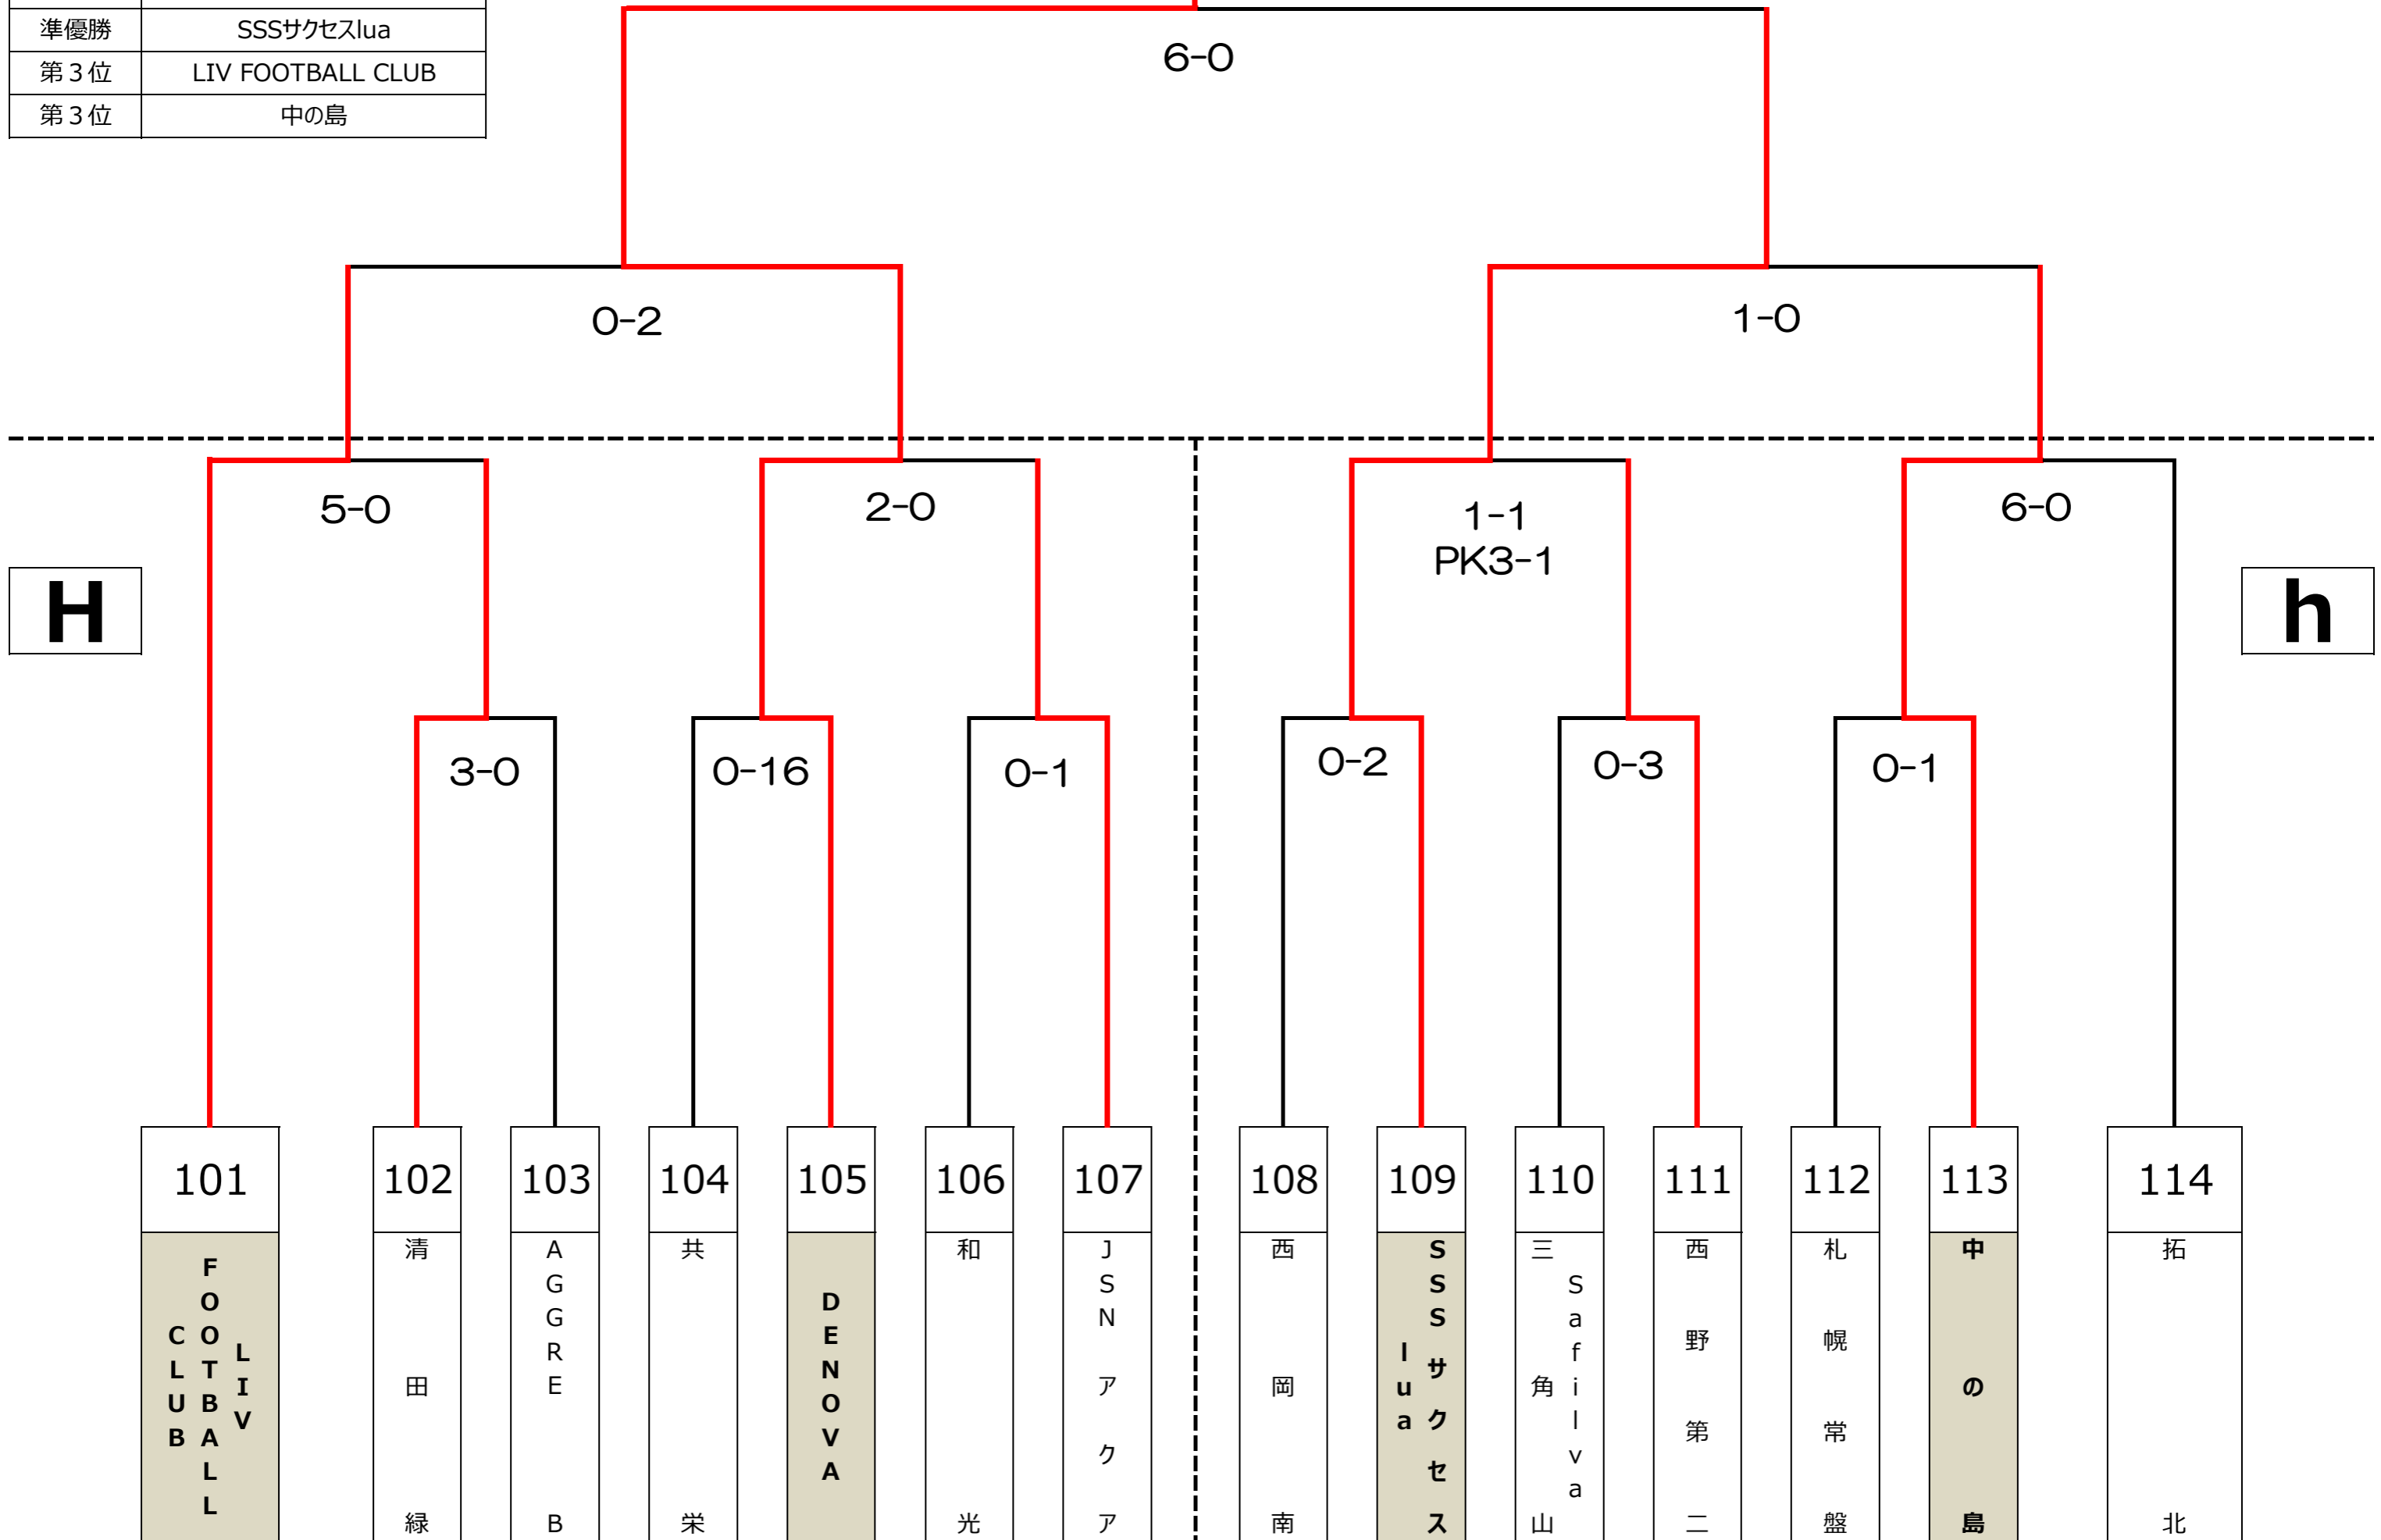 準優勝 SSSサクセスlua
第3位 LIV FOOTBALL CLUB
第3位 中の島
6-0
0-2 1-0
5-0 2-0 1-1 6-0
PK3-1
H h
3-0 0-16 0-1 0-2 0-3 0-1
101 102 103 104 105 106 107 108 109 110 111 112 113 114
LIV FOOTBALL CLUB
清田緑
AGGRE B
共栄
DENOVA
和光
JSNアクア
西岡南
SSSサクセス lua
三角山 Safilva
西野第二
札幌常盤
中の島
拓北